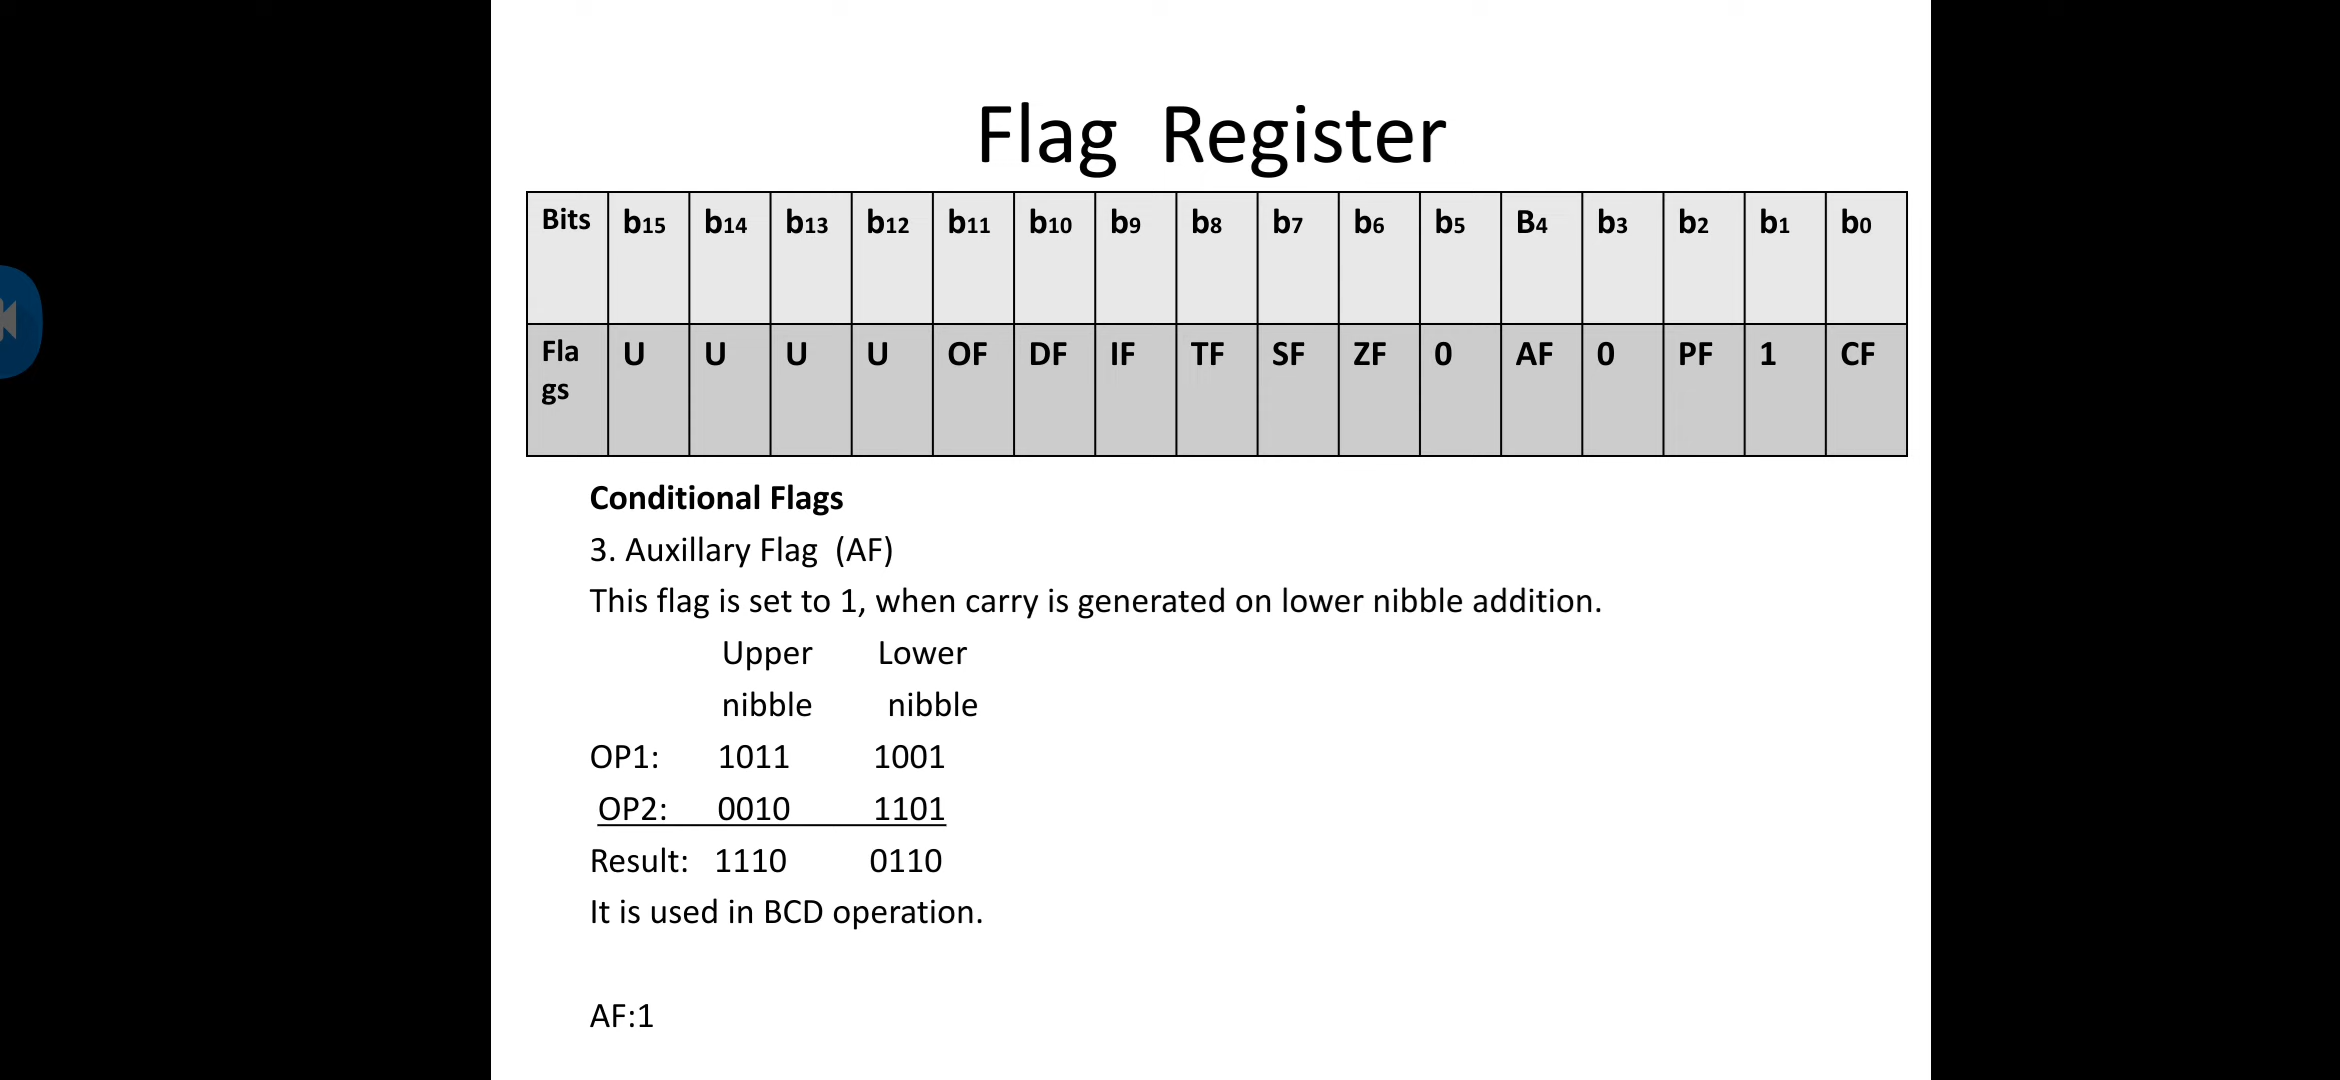 Flag Register
Bits b15 b14 b13 b12 b11 b10 b9 b8 b7 b6 b5 B4 b3 b2 b1 b0
Fla gs U U U U OF DF IF TF SF ZF 0 AF 0 PF 1 CF
Conditional Flags
3. Auxillary Flag (AF)
This flag is set to 1, when carry is generated on lower nibble addition.
Upper Lower
nibble nibble
OP1: 1011 1001
OP2: 0010 1101
Result: 1110 0110
It is used in BCD operation.
AF:1